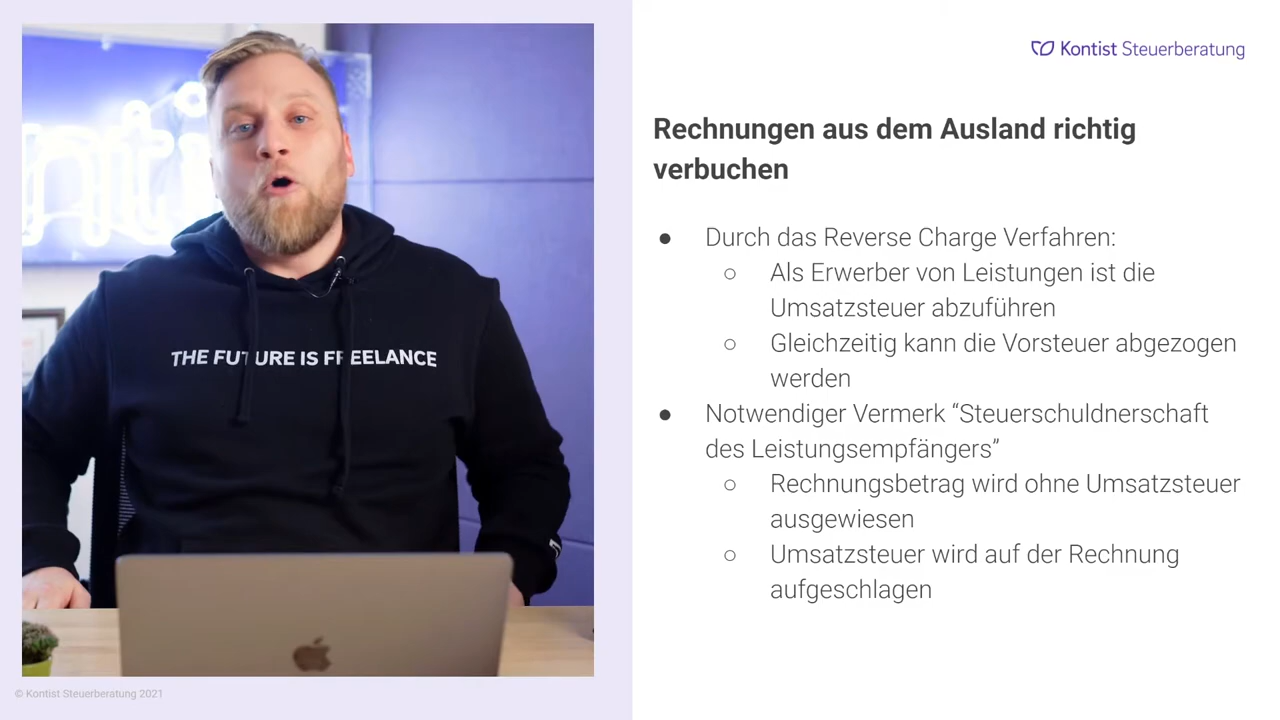 nti
THE FUTURE IS FREELANCE
© Kontist Steuerberatung 2021
Kontist Steuerberatung
Rechnungen aus dem Ausland richtig
verbuchen
● Durch das Reverse Charge Verfahren:
○ Als Erwerber von Leistungen ist die
Umsatzsteuer abzuführen
○ Gleichzeitig kann die Vorsteuer abgezogen
werden
● Notwendiger Vermerk “Steuerschuldnerschaft
des Leistungsempfängers”
○ Rechnungsbetrag wird ohne Umsatzsteuer
ausgewiesen
○ Umsatzsteuer wird auf der Rechnung
aufgeschlagen